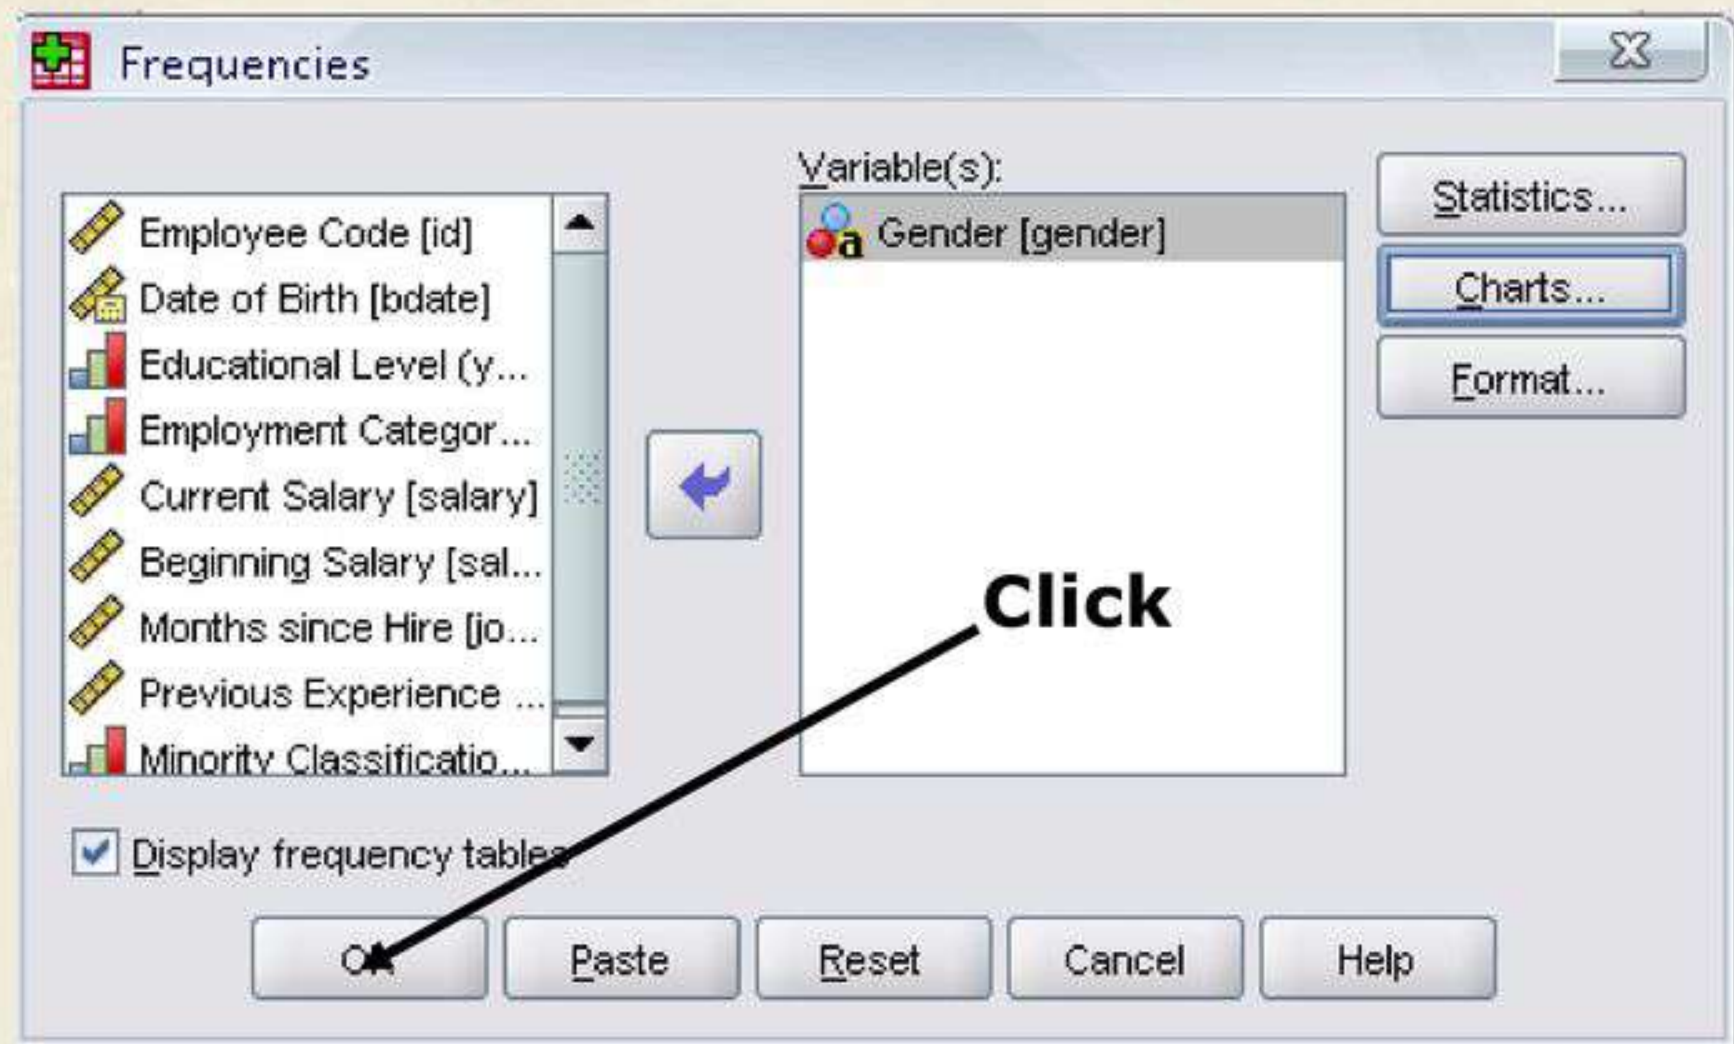 Frequencies
Variable(s):
Employee Code [id]
Date of Birth [bdate]
Educational Level (y...
Employment Categor...
Current Salary [salary]
Beginning Salary [sal...
Months since Hire [jo...
Previous Experience ...
Minority Classificatio...
a Gender [gender]
Statistics...
Charts...
Format...
Click
Display frequency tables
OK
Paste
Reset
Cancel
Help